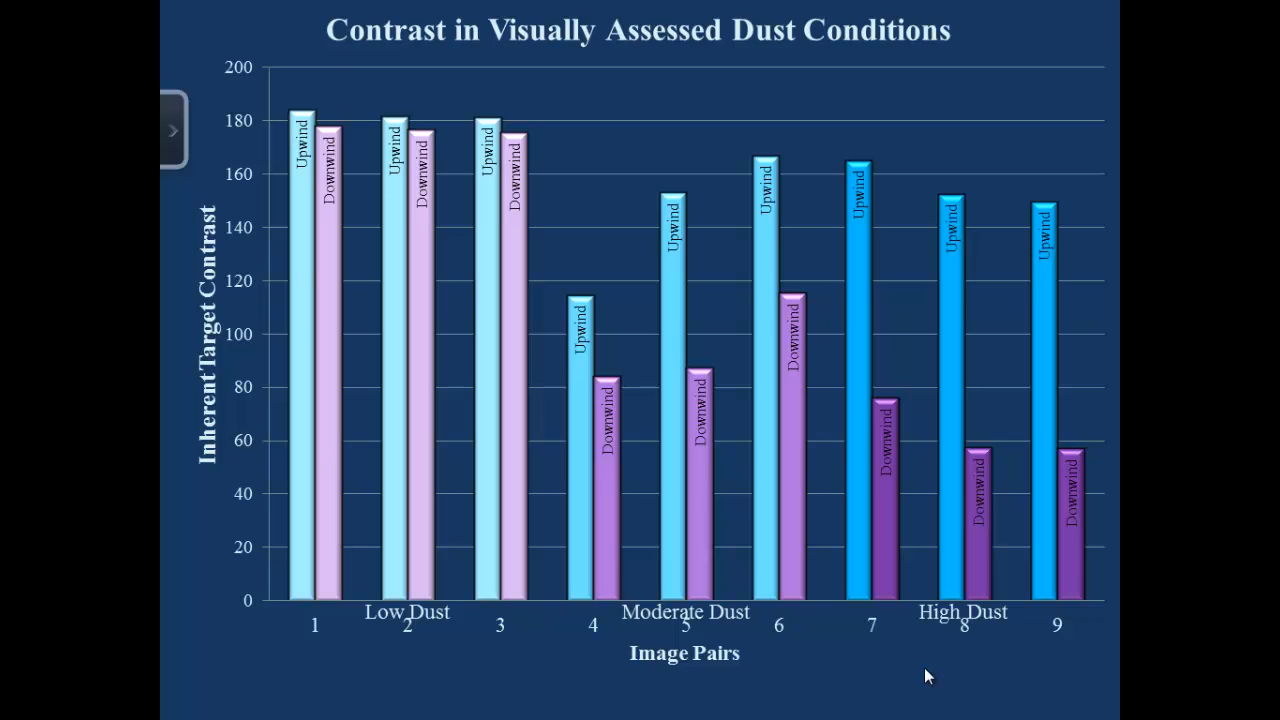 Contrast in Visually Assessed Dust Conditions
Inherent Target Contrast
200
180
160
140
120
100
80
60
40
20
0
Upwind
Downwind
Upwind
Downwind
Upwind
Downwind
Upwind
Downwind
Upwind
Downwind
Upwind
Downwind
Upwind
Downwind
Upwind
Downwind
Upwind
Downwind
Low Dust Moderate Dust High Dust
1 2 3 4 5 6 7 8 9
Image Pairs